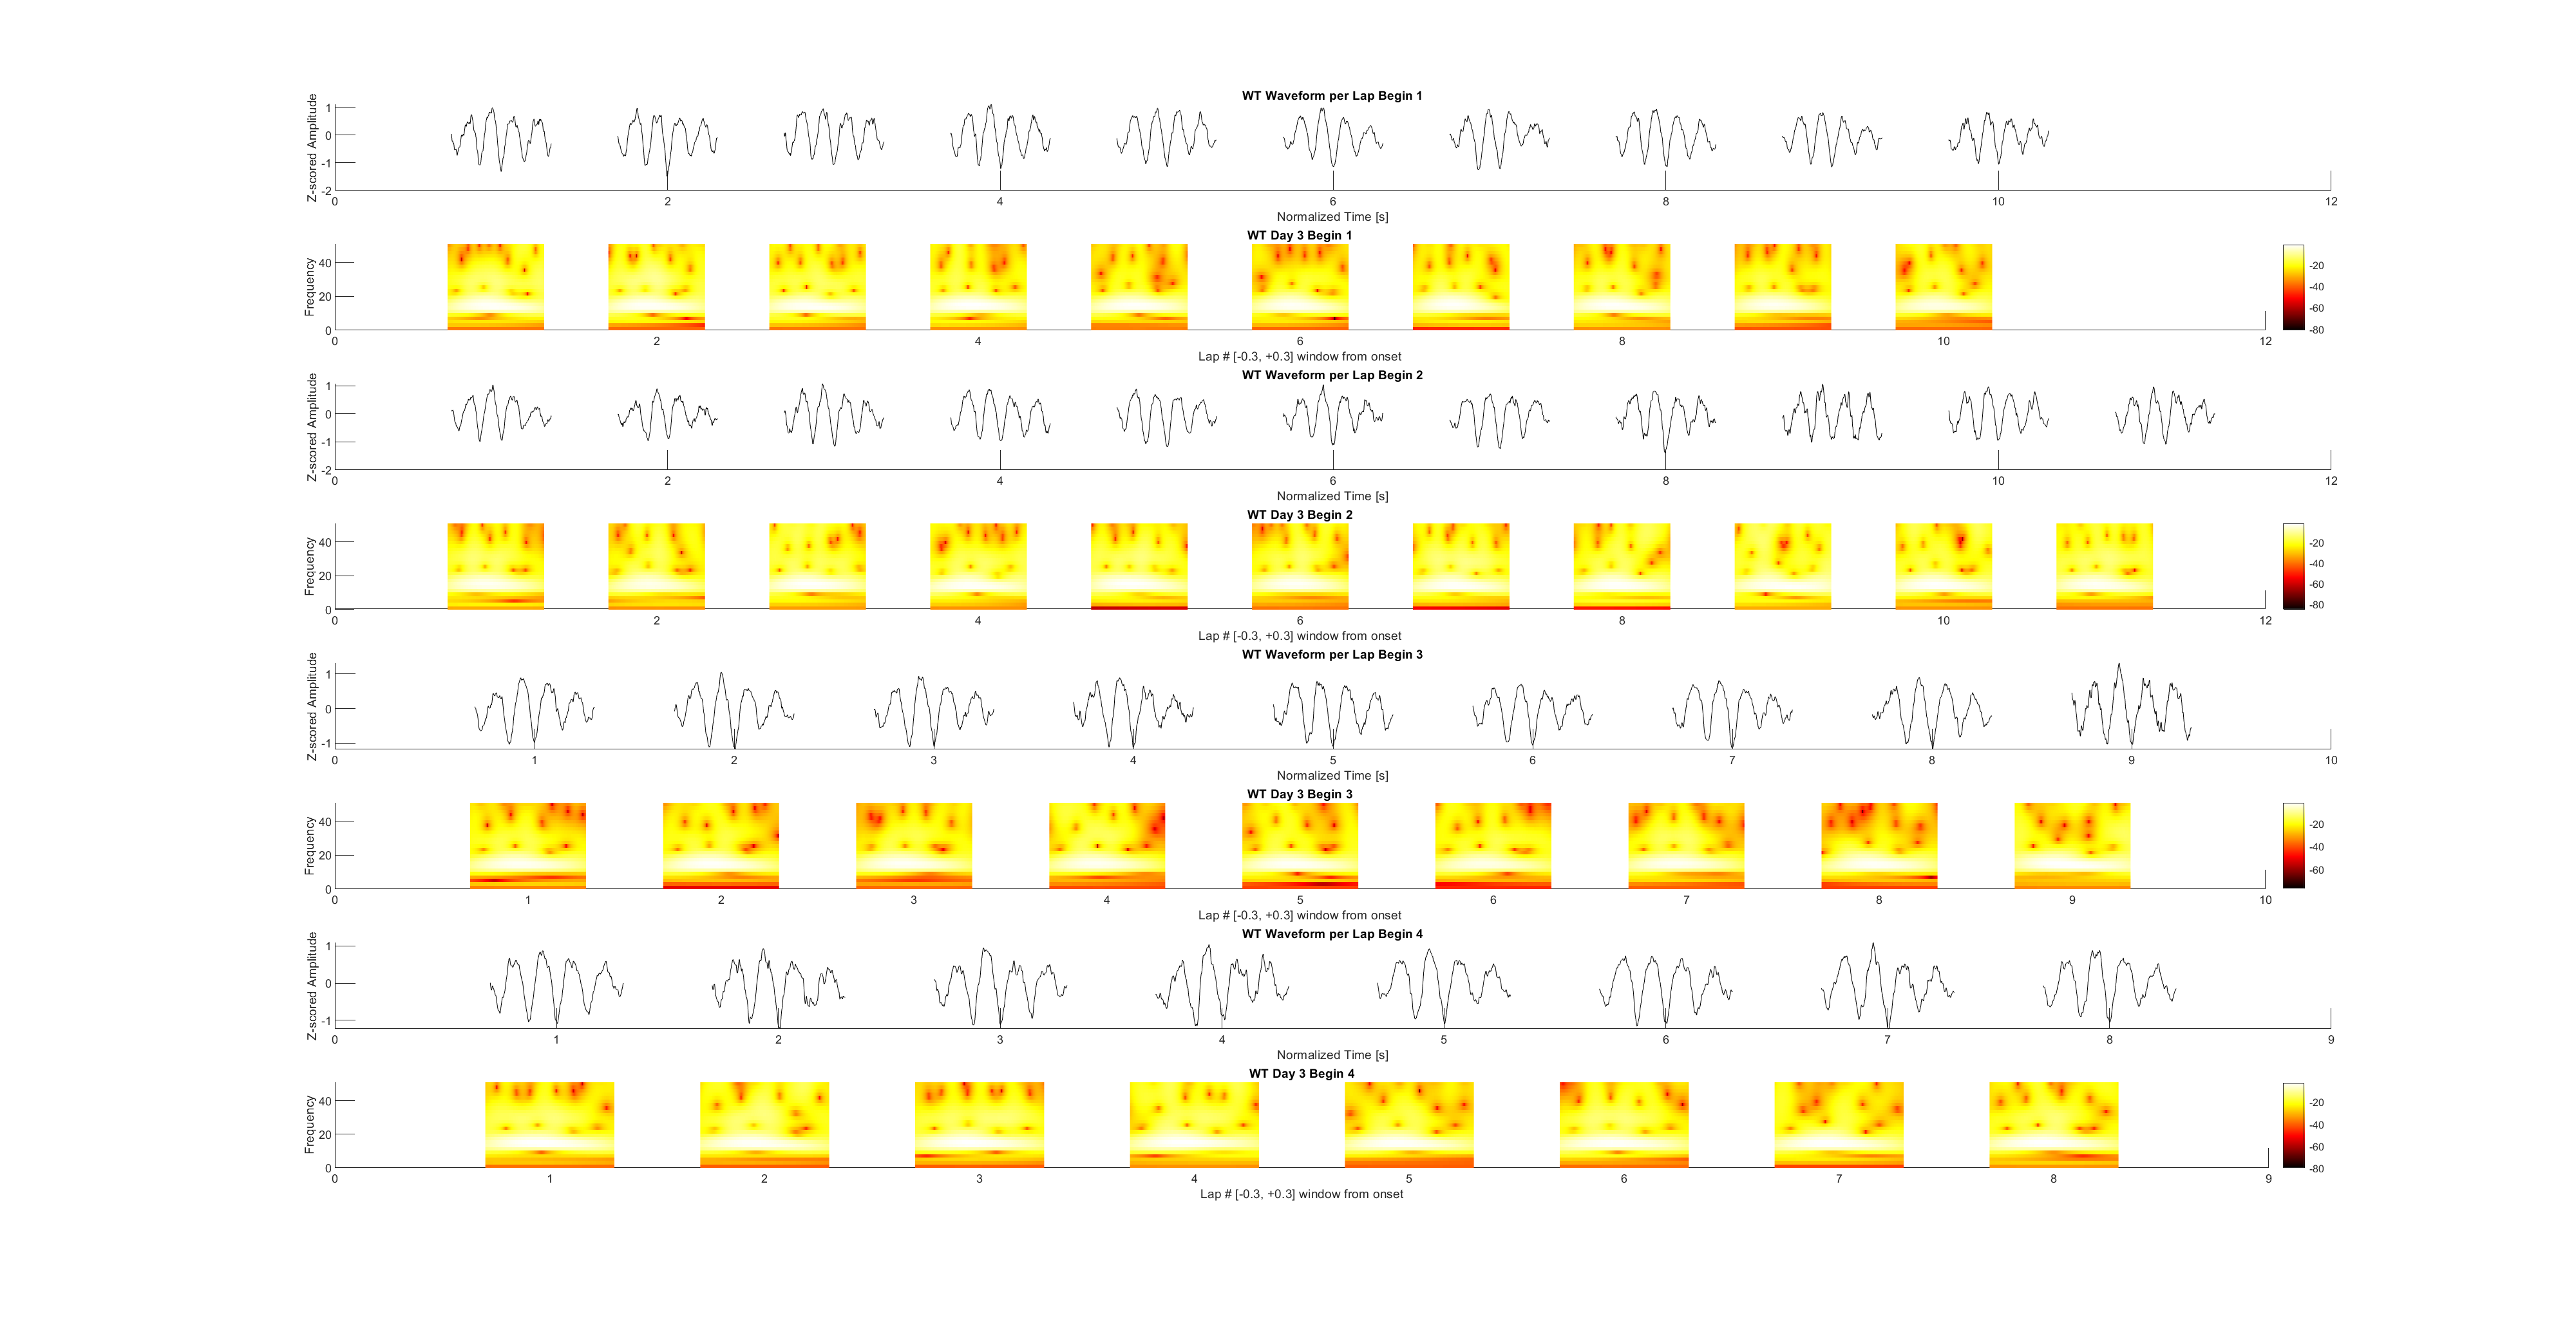 WT Waveform per Lap Begin 1
Z-scored Amplitude
1
0
-1
-2
0 2 4 6 8 10 12
Normalized Time [s]
WT Day 3 Begin 1
Frequency
40
20
0
0 2 4 6 8 10 12
Lap # [-0.3, +0.3] window from onset
-20
-40
-60
-80
WT Waveform per Lap Begin 2
Z-scored Amplitude
1
0
-1
-2
0 2 4 6 8 10 12
Normalized Time [s]
WT Day 3 Begin 2
Frequency
40
20
0
0 2 4 6 8 10 12
Lap # [-0.3, +0.3] window from onset
-20
-40
-60
-80
WT Waveform per Lap Begin 3
Z-scored Amplitude
1
0
-1
0 1 2 3 4 5 6 7 8 9 10
Normalized Time [s]
WT Day 3 Begin 3
Frequency
40
20
0
0 1 2 3 4 5 6 7 8 9 10
Lap # [-0.3, +0.3] window from onset
-20
-40
-60
WT Waveform per Lap Begin 4
Z-scored Amplitude
1
0
-1
0 1 2 3 4 5 6 7 8 9
Normalized Time [s]
WT Day 3 Begin 4
Frequency
40
20
0
0 1 2 3 4 5 6 7 8 9
Lap # [-0.3, +0.3] window from onset
-20
-40
-60
-80